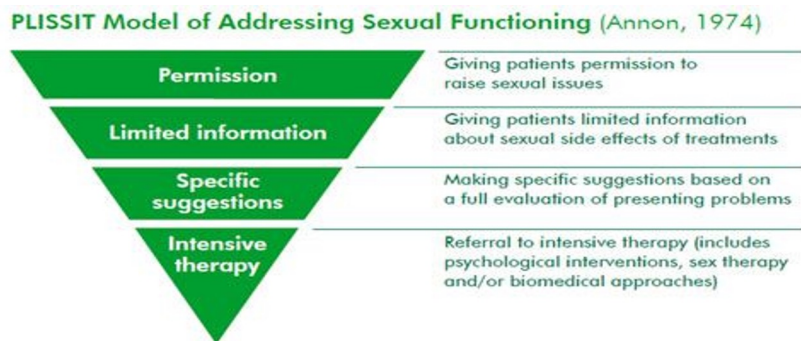 PLISSIT Model of Addressing Sexual Functioning (Annon, 1974)
Permission
Giving patients permission to
raise sexual issues
Limited information
Giving patients limited information
about sexual side effects of treatments
Specific
suggestions
Making specific suggestions based on
a full evaluation of presenting problems
Intensive
therapy
Referral to intensive therapy (includes
psychological interventions, sex therapy
and/or biomedical approaches)